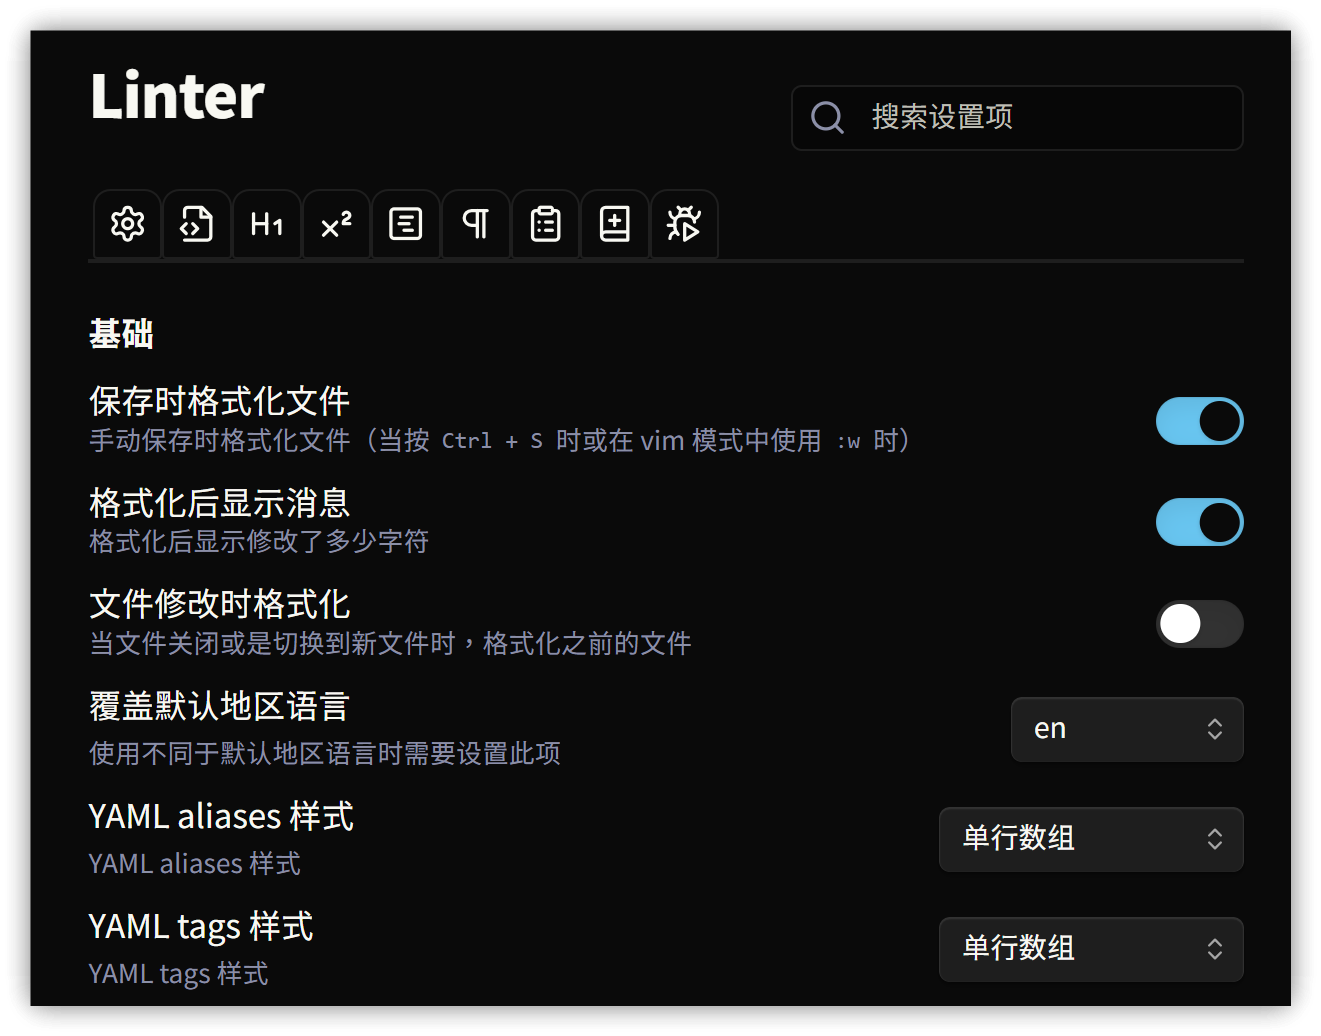 Linter
搜索设置项
H1
x²
基础
保存时格式化文件
手动保存时格式化文件（当按 Ctrl + S 时或在 vim 模式中使用 :w 时）
格式化后显示消息
格式化后显示修改了多少字符
文件修改时格式化
当文件关闭或是切换到新文件时，格式化之前的文件
覆盖默认地区语言
使用不同于默认地区语言时需要设置此项
en
YAML aliases 样式
YAML aliases 样式
单行数组
YAML tags 样式
YAML tags 样式
单行数组